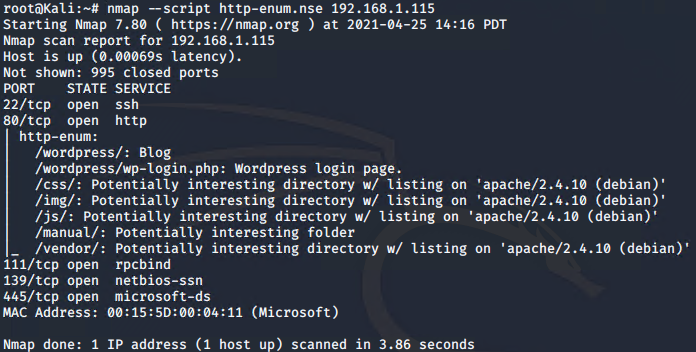 root@Kali:~# nmap --script http-enum.nse 192.168.1.115
Starting Nmap 7.80 ( https://nmap.org ) at 2021-04-25 14:16 PDT
Nmap scan report for 192.168.1.115
Host is up (0.00069s latency).
Not shown: 995 closed ports
PORT    STATE SERVICE
22/tcp  open  ssh
80/tcp  open  http
| http-enum:
|   /wordpress/: Blog
|   /wordpress/wp-login.php: Wordpress login page.
|   /css/: Potentially interesting directory w/ listing on 'apache/2.4.10 (debian)'
|   /img/: Potentially interesting directory w/ listing on 'apache/2.4.10 (debian)'
|   /js/: Potentially interesting directory w/ listing on 'apache/2.4.10 (debian)'
|   /manual/: Potentially interesting folder
|_  /vendor/: Potentially interesting directory w/ listing on 'apache/2.4.10 (debian)'
111/tcp open  rpcbind
139/tcp open  netbios-ssn
445/tcp open  microsoft-ds
MAC Address: 00:15:5D:00:04:11 (Microsoft)
Nmap done: 1 IP address (1 host up) scanned in 3.86 seconds